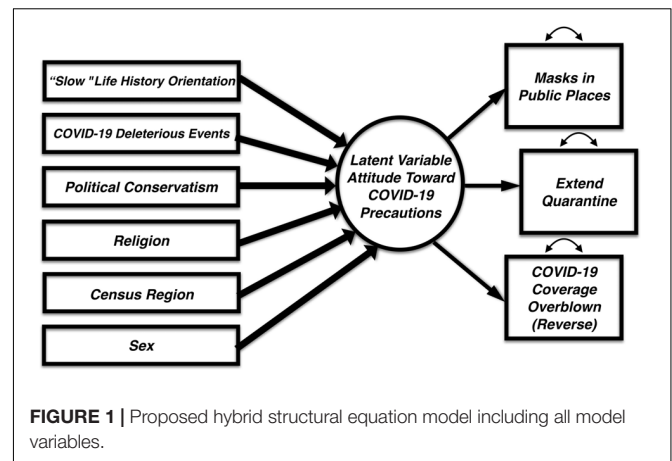 “Slow "Life History Orientation
COVID-19 Deleterious Events
Political Conservatism
Religion
Census Region
Sex
Latent Variable
Attitude Toward
COVID-19
Precautions
Masks in
Public Places
Extend
Quarantine
COVID-19
Coverage
Overblown
(Reverse)
FIGURE 1 | Proposed hybrid structural equation model including all model
variables.